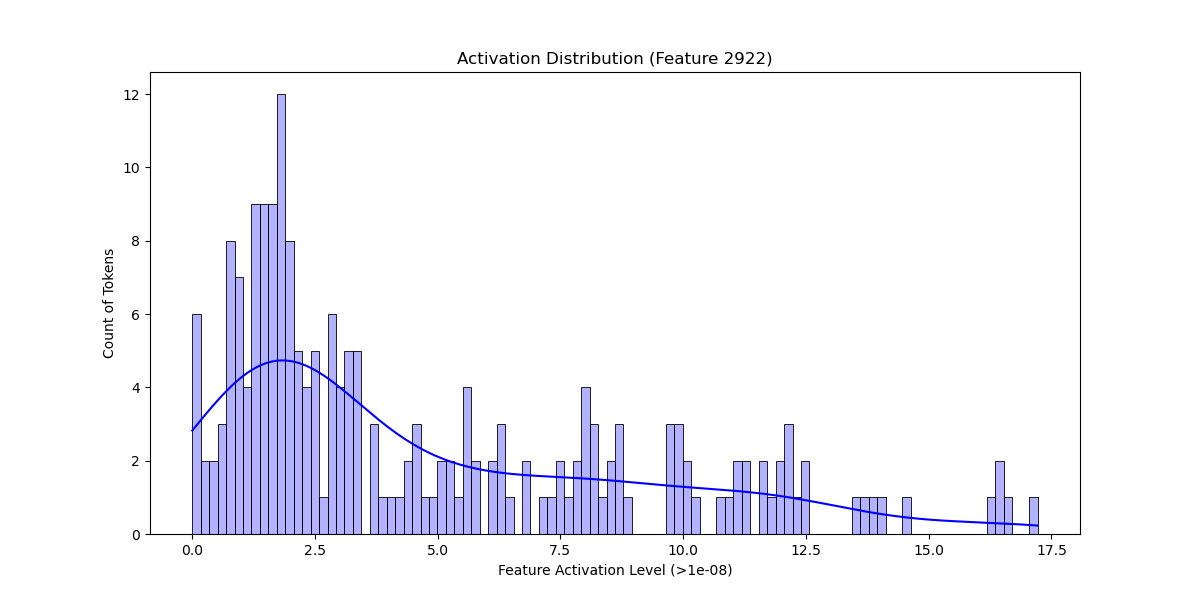 Activation Distribution (Feature 2922)
12
10
8
6
4
2
0
Count of Tokens
0.0 2.5 5.0 7.5 10.0 12.5 15.0 17.5
Feature Activation Level (>1e-08)